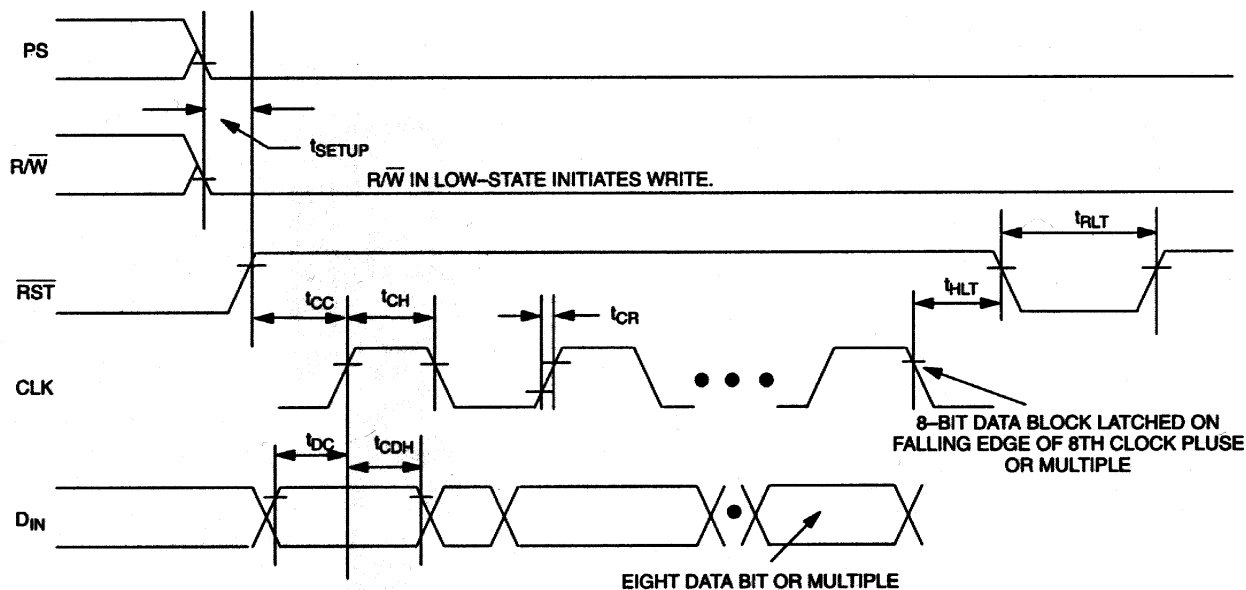 PS
tSETUP
R/W̅
R/W̅ IN LOW–STATE INITIATES WRITE.
tRLT
R̅S̅T̅
tCC
tCH
tCR
tHLT
CLK
8–BIT DATA BLOCK LATCHED ON
FALLING EDGE OF 8TH CLOCK PLUSE
OR MULTIPLE
tDC
tCDH
DIN
EIGHT DATA BIT OR MULTIPLE